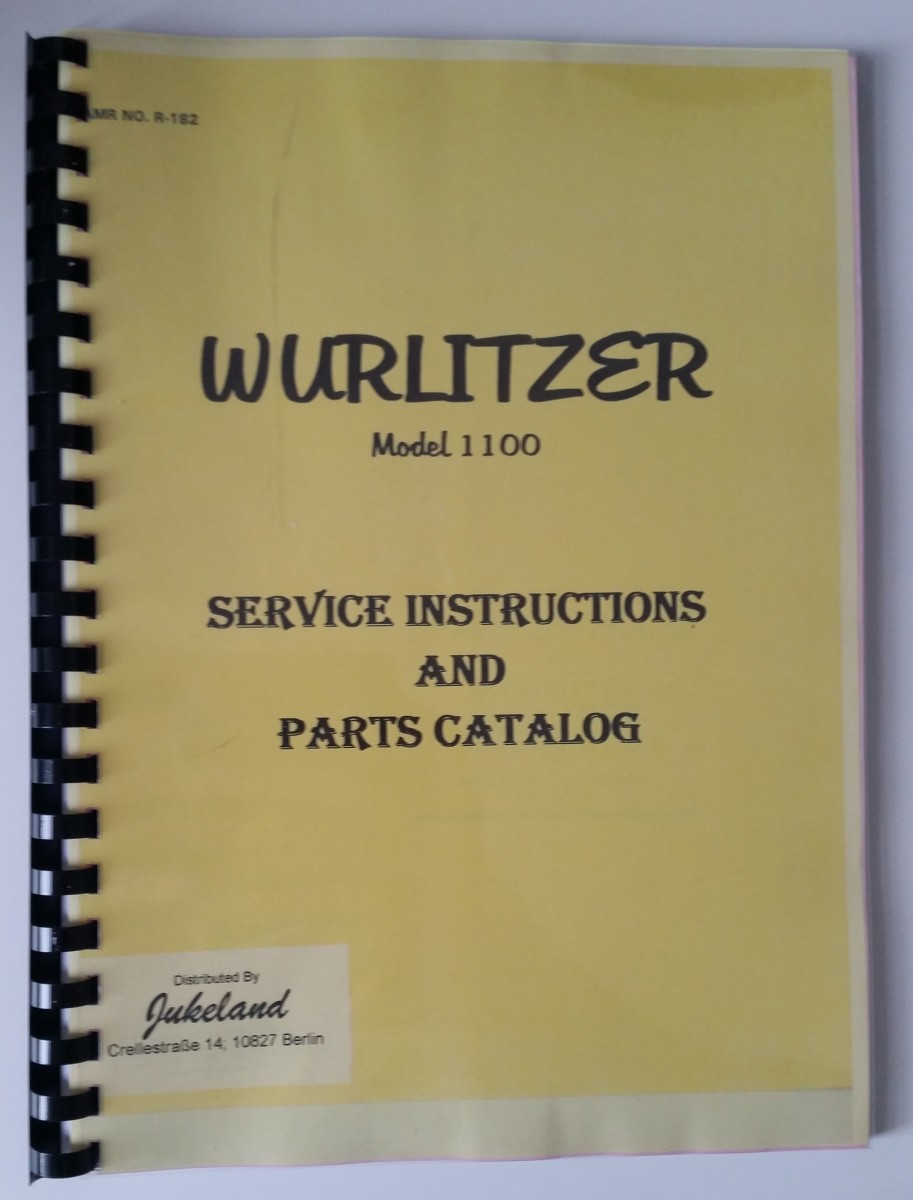 AMR NO. R-182
WURLITZER
Model 1100
SERVICE INSTRUCTIONS
AND
PARTS CATALOG
Distributed By
Jukeland
Crellestraße 14; 10827 Berlin